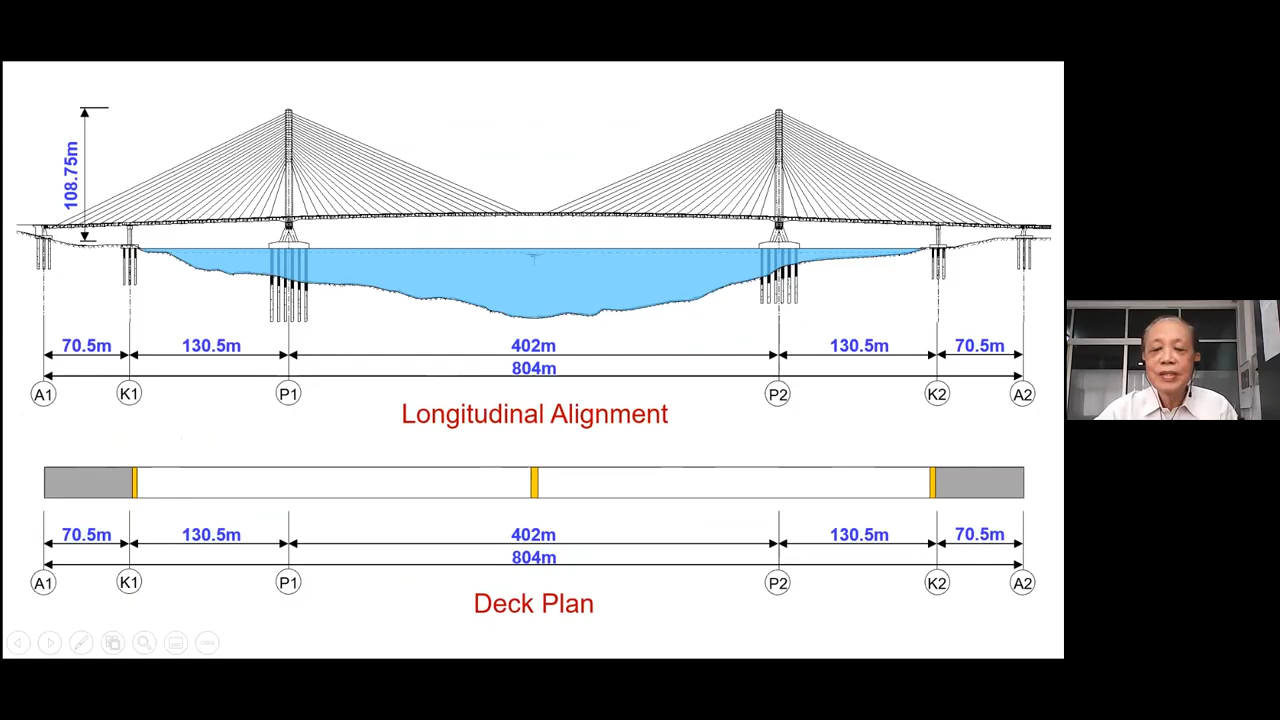 108.75m
70.5m 130.5m 402m 130.5m 70.5m
804m
A1 K1 P1 P2 K2 A2
Longitudinal Alignment
70.5m 130.5m 402m 130.5m 70.5m
804m
A1 K1 P1 P2 K2 A2
Deck Plan